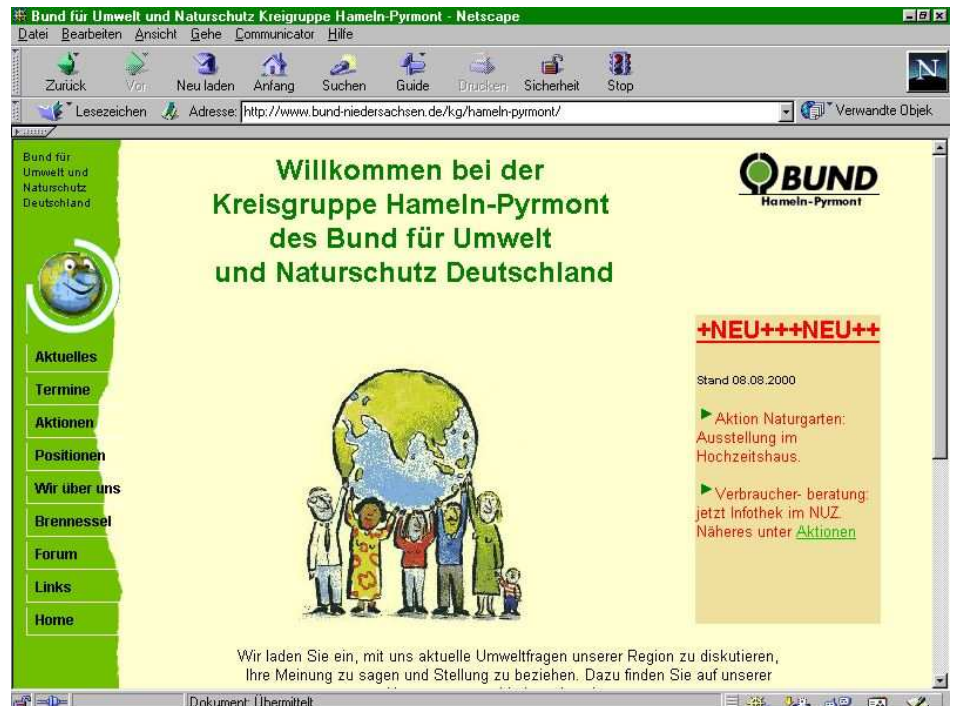 Bund für Umwelt und Naturschutz Kreigruppe Hameln-Pyrmont - Netscape
Datei Bearbeiten Ansicht Gehe Communicator Hilfe
Zurück Vor Neu laden Anfang Suchen Guide Drucken Sicherheit Stop
N
Lesezeichen Adresse: http://www.bund-niedersachsen.de/kg/hameln-pyrmont/ Verwandte Objek
Bund für
Umwelt und
Naturschutz
Deutschland
Aktuelles
Termine
Aktionen
Positionen
Wir über uns
Brennessel
Forum
Links
Home
Willkommen bei der
Kreisgruppe Hameln-Pyrmont
des Bund für Umwelt
und Naturschutz Deutschland
BUND
Hameln-Pyrmont
+NEU+++NEU++
Stand 08.08.2000
Aktion Naturgarten:
Ausstellung im
Hochzeitshaus.
Verbraucher- beratung:
jetzt Infothek im NUZ.
Näheres unter Aktionen
Wir laden Sie ein, mit uns aktuelle Umweltfragen unserer Region zu diskutieren,
Ihre Meinung zu sagen und Stellung zu beziehen. Dazu finden Sie auf unserer
Dokument: Übermittelt